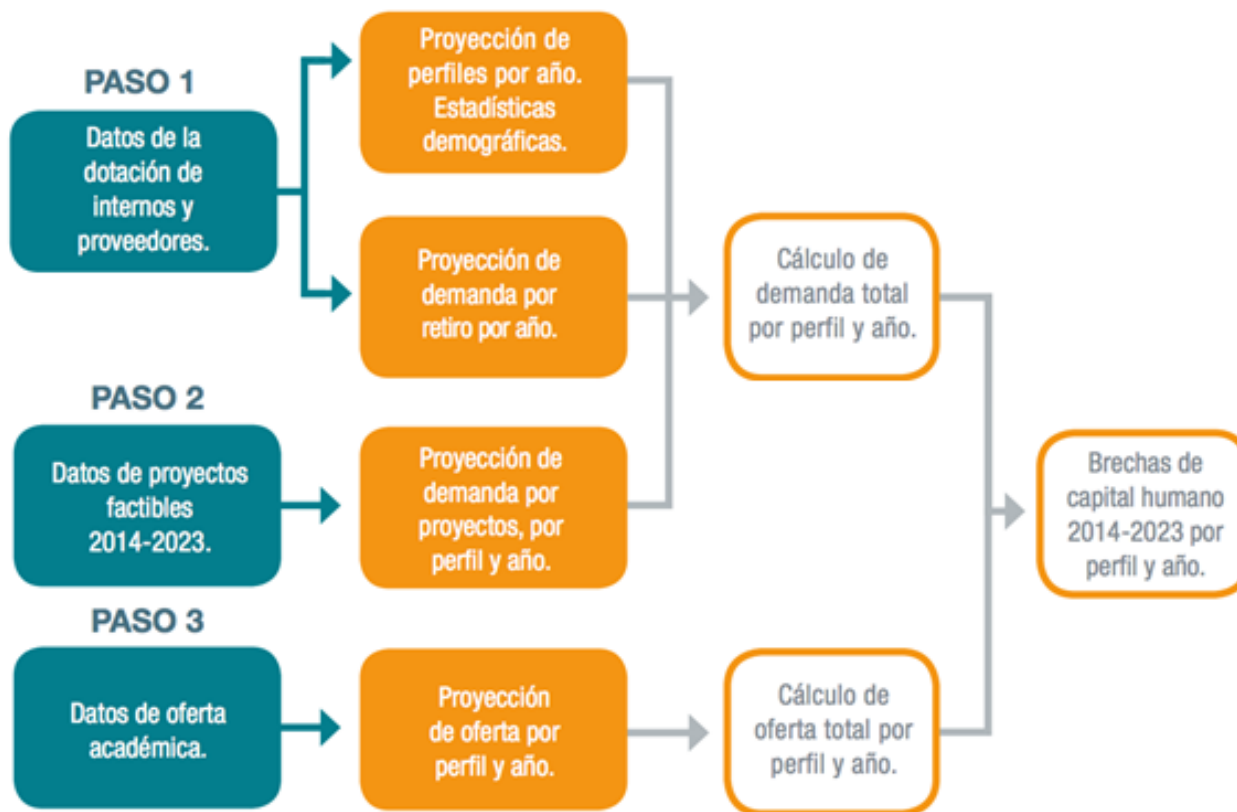 PASO 1
Datos de la
dotación de
internos y
proveedores.
Proyección de
perfiles por año.
Estadísticas
demográficas.
Proyección de
demanda por
retiro por año.
Cálculo de
demanda total
por perfil y año.
PASO 2
Datos de proyectos
factibles
2014-2023.
Proyección de
demanda por
proyectos, por
perfil y año.
Brechas de
capital humano
2014-2023 por
perfil y año.
PASO 3
Datos de oferta
académica.
Proyección
de oferta por
perfil y año.
Cálculo de
oferta total por
perfil y año.